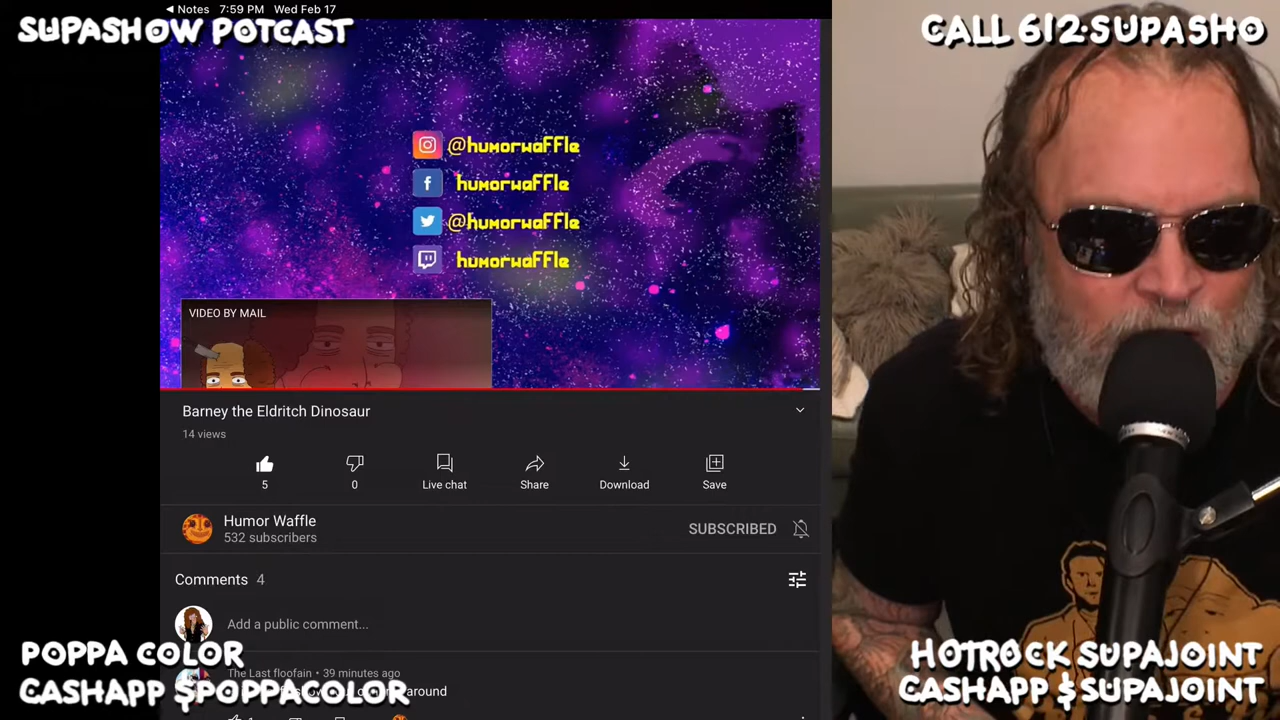 Notes 7:59 PM Wed Feb 17
SUPASHOW POTCAST
CALL 612-SUPASHO
@humorwaffle
humorwaffle
@humorwaffle
humorwaffle
VIDEO BY MAIL
Barney the Eldritch Dinosaur
14 views
5 0 Live chat Share Download Save
Humor Waffle
532 subscribers
SUBSCRIBED
Comments 4
Add a public comment...
The Last floofain • 39 minutes ago
around
POPPA COLOR
CASHAPP $POPPACOLOR
HOTROCK SUPAJOINT
CASHAPP $SUPAJOINT